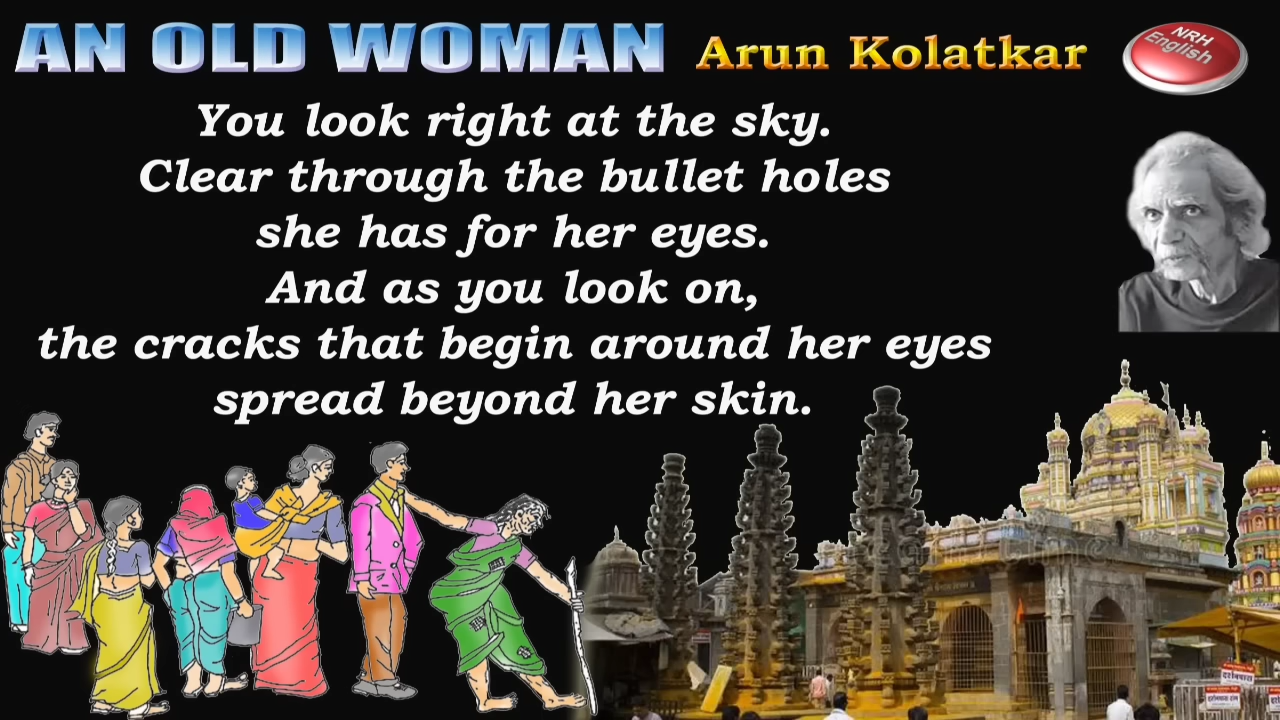 AN OLD WOMAN Arun Kolatkar
NRH
English
You look right at the sky.
Clear through the bullet holes
she has for her eyes.
And as you look on,
the cracks that begin around her eyes
spread beyond her skin.